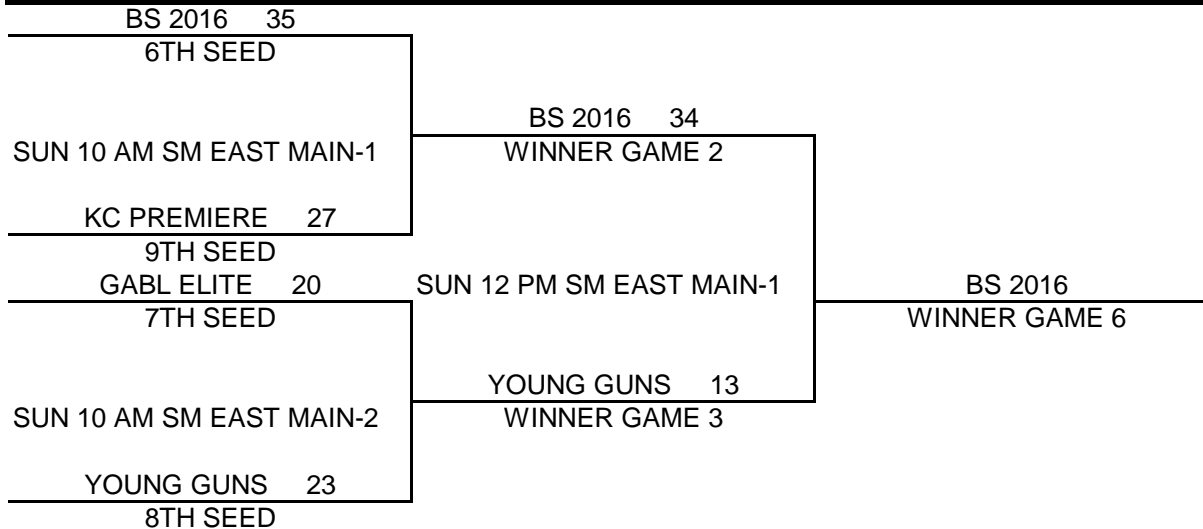 BS 2016 35
6TH SEED
BS 2016 34
SUN 10 AM SM EAST MAIN-1
WINNER GAME 2
KC PREMIERE 27
9TH SEED
GABL ELITE 20
SUN 12 PM SM EAST MAIN-1
BS 2016
7TH SEED
WINNER GAME 6
YOUNG GUNS 13
SUN 10 AM SM EAST MAIN-2
WINNER GAME 3
YOUNG GUNS 23
8TH SEED